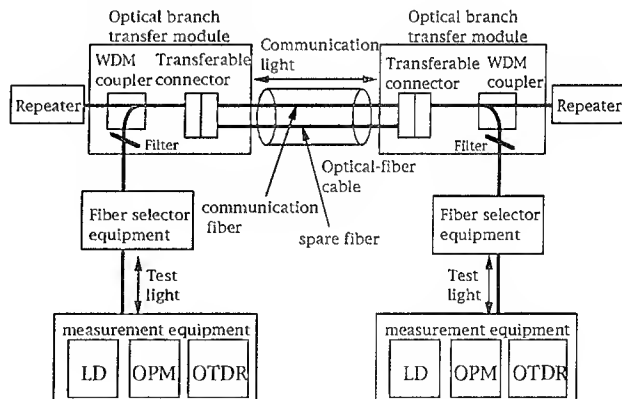 Optical branch
transfer module
WDM
coupler
Transferable
connector
Communication
light
Optical branch
transfer module
Transferable
connector
WDM
coupler
Repeater
Repeater
Filter
Filter
Optical-fiber
cable
communication
fiber
spare fiber
Fiber selector
equipment
Fiber selector
equipment
Test
light
Test
light
measurement equipment
LD
OPM
OTDR
measurement equipment
LD
OPM
OTDR